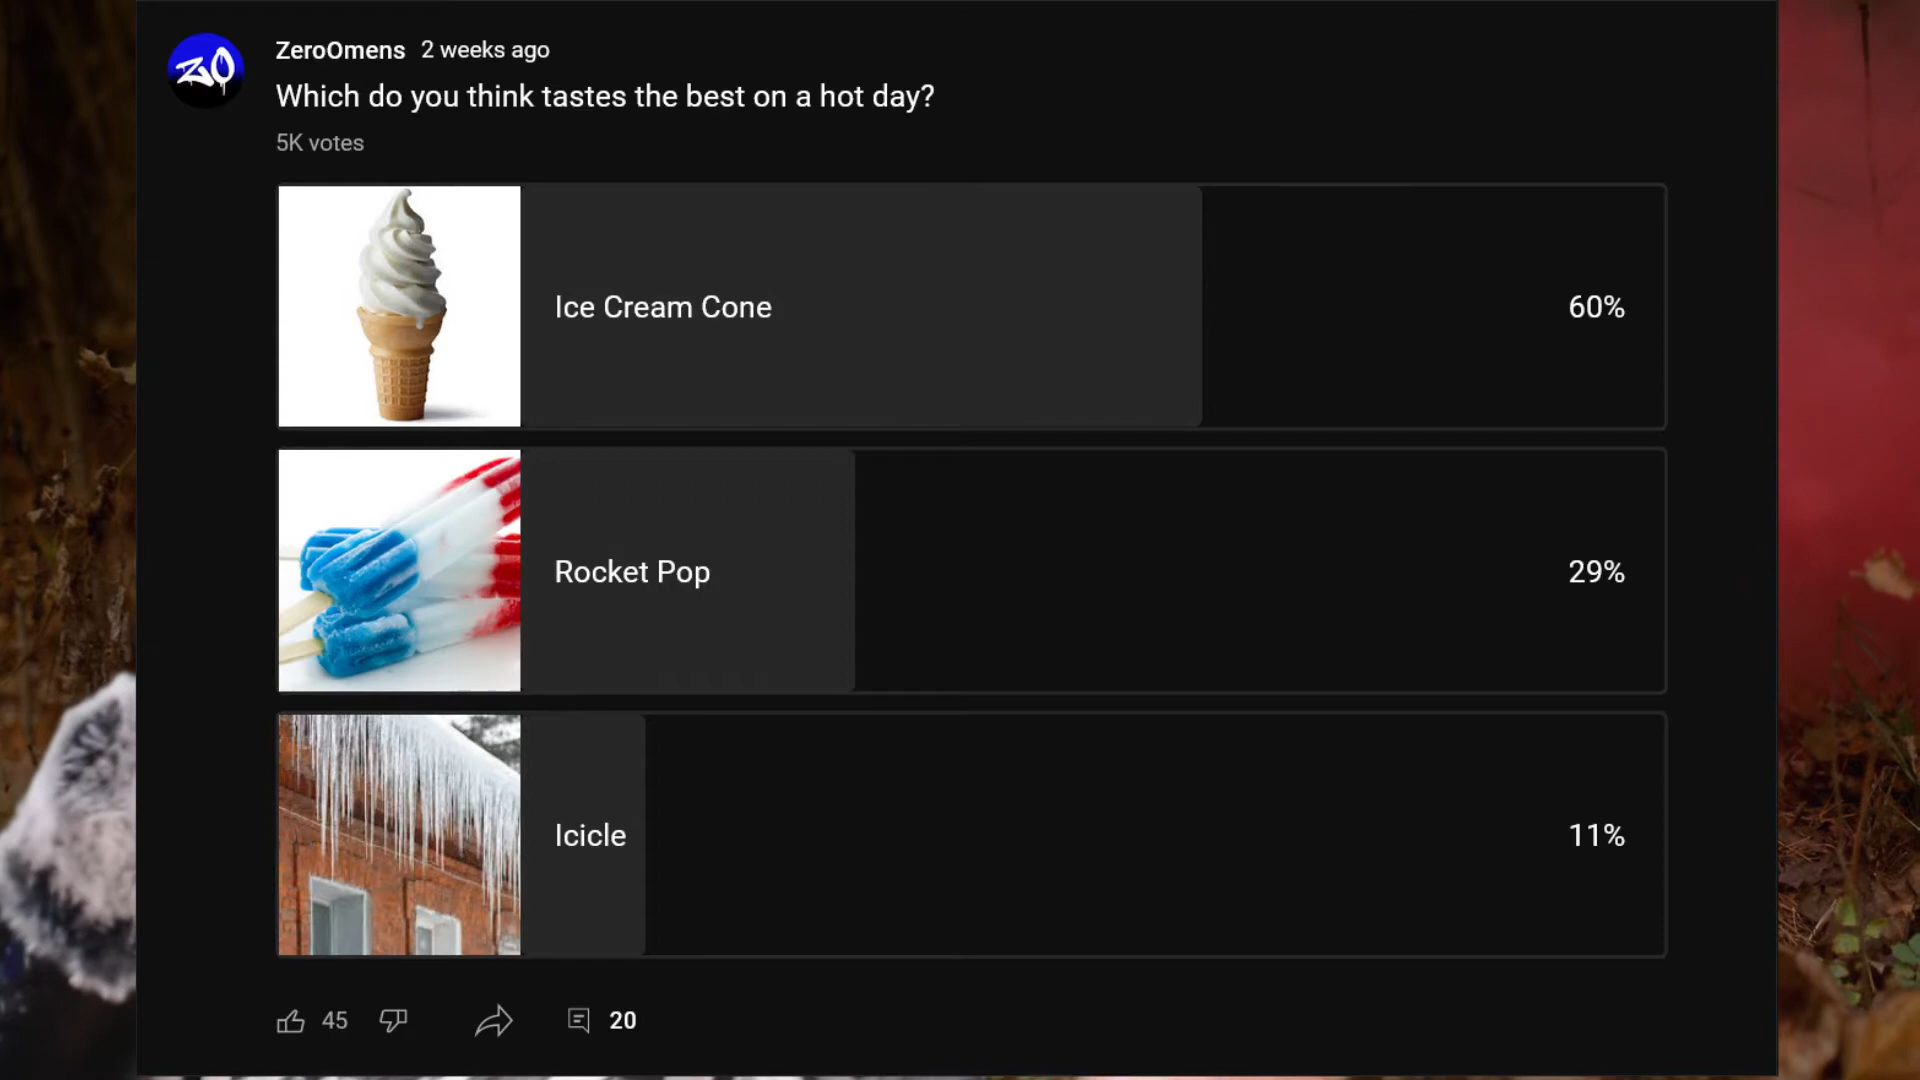 zO
ZeroOmens 2 weeks ago
Which do you think tastes the best on a hot day?
5K votes
Ice Cream Cone 60%
Rocket Pop 29%
Icicle 11%
45 20